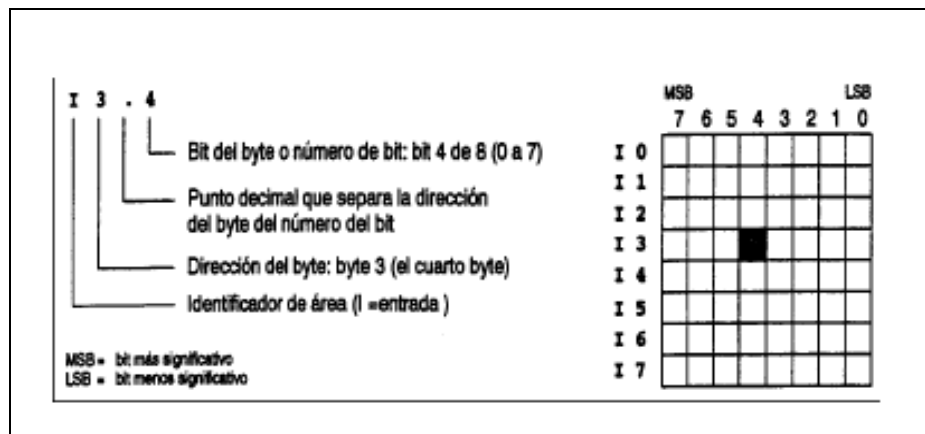 I 3 . 4
Bit del byte o número de bit: bit 4 de 8 (0 a 7)
Punto decimal que separa la dirección
del byte del número del bit
Dirección del byte: byte 3 (el cuarto byte)
Identificador de área (I =entrada )
MSB = bit más significativo
LSB = bit menos significativo
MSB LSB
7 6 5 4 3 2 1 0
I 0
I 1
I 2
I 3
I 4
I 5
I 6
I 7